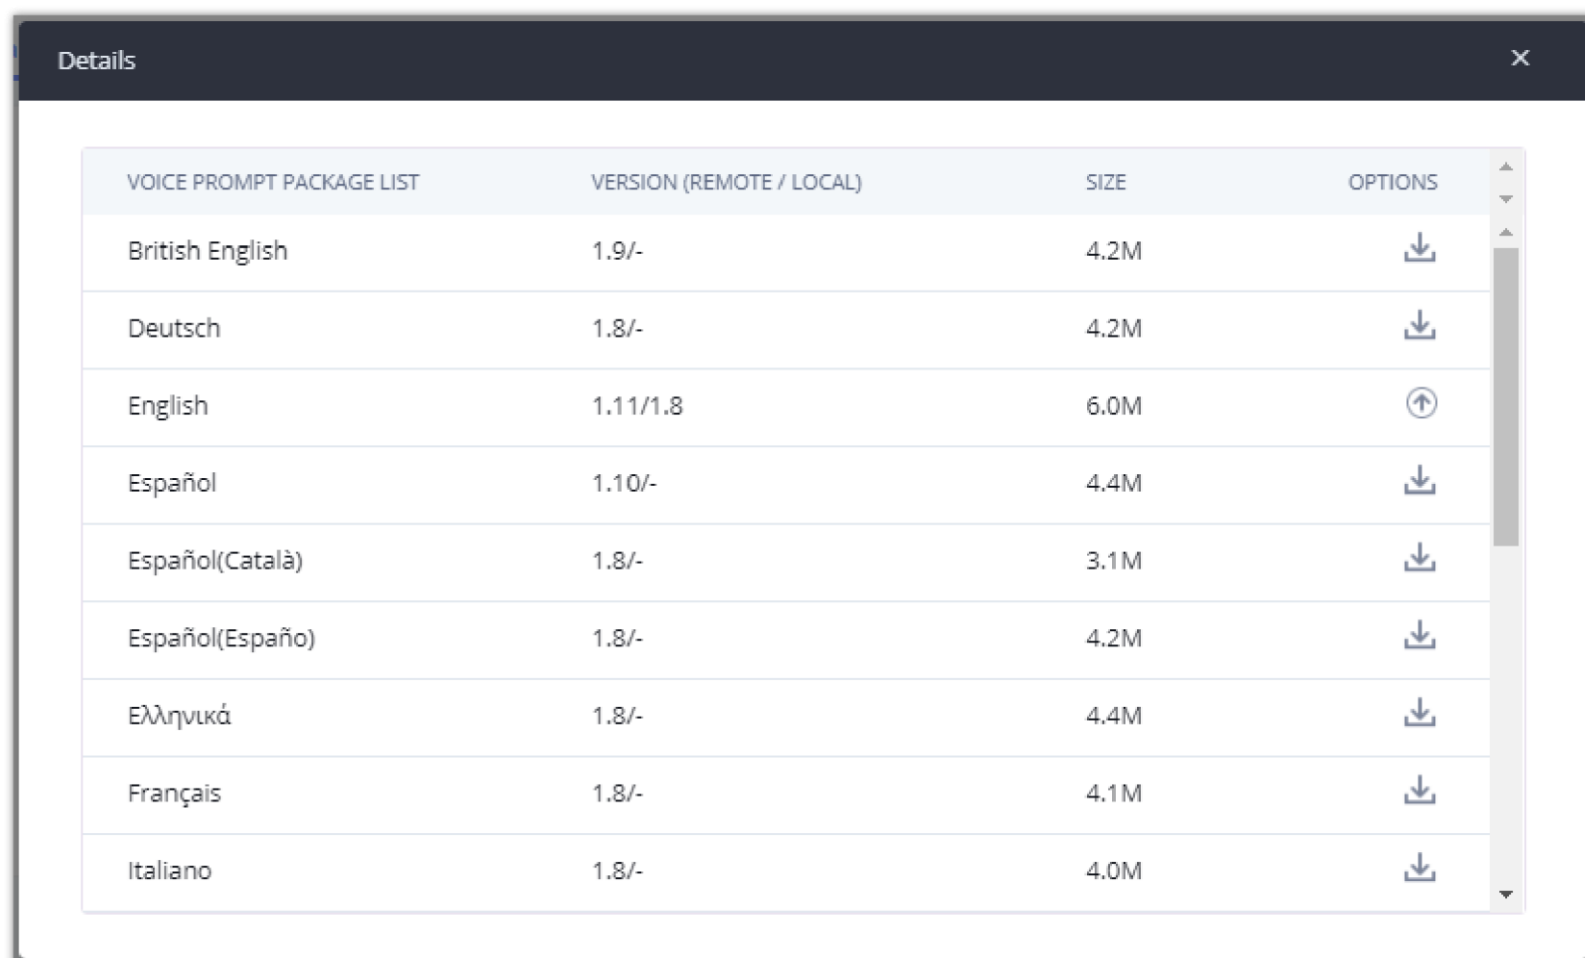 Details
VOICE PROMPT PACKAGE LIST VERSION (REMOTE / LOCAL) SIZE OPTIONS
British English 1.9/- 4.2M
Deutsch 1.8/- 4.2M
English 1.11/1.8 6.0M
Español 1.10/- 4.4M
Español(Català) 1.8/- 3.1M
Español(Españo) 1.8/- 4.2M
Ελληνικά 1.8/- 4.4M
Français 1.8/- 4.1M
Italiano 1.8/- 4.0M